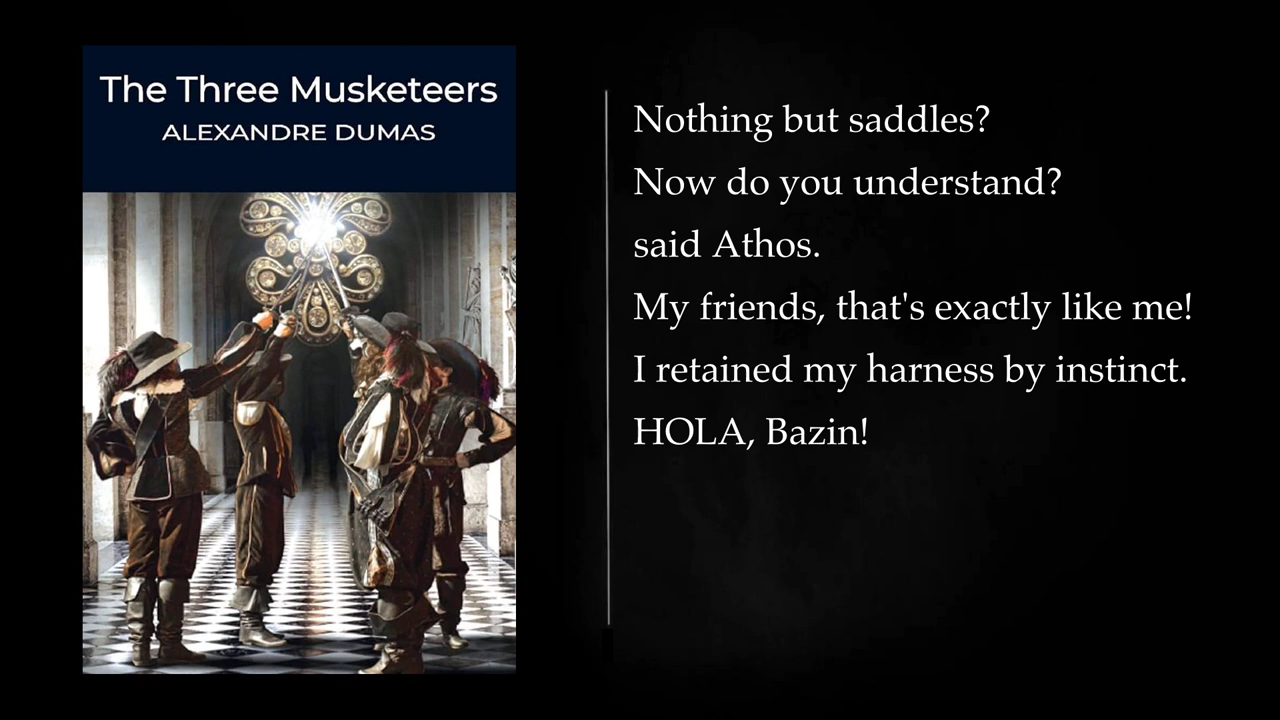 The Three Musketeers
ALEXANDRE DUMAS
Nothing but saddles?
Now do you understand?
said Athos.
My friends, that's exactly like me!
I retained my harness by instinct.
HOLA, Bazin!